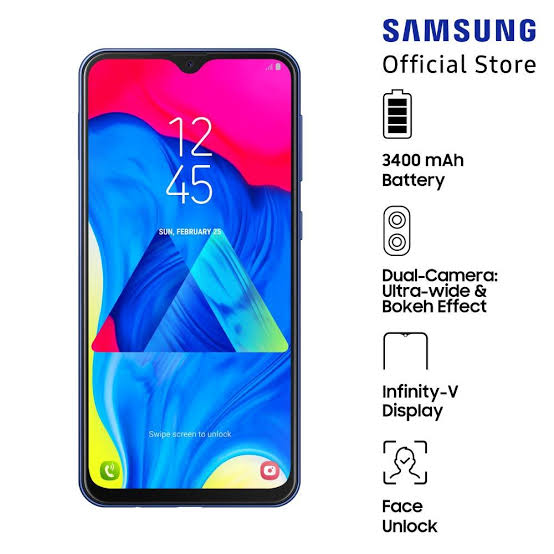 12
45
SUN, FEBRUARY 25
Swipe screen to unlock
SAMSUNG
Official Store
3400 mAh
Battery
Dual-Camera:
Ultra-wide &
Bokeh Effect
Infinity-V
Display
Face
Unlock